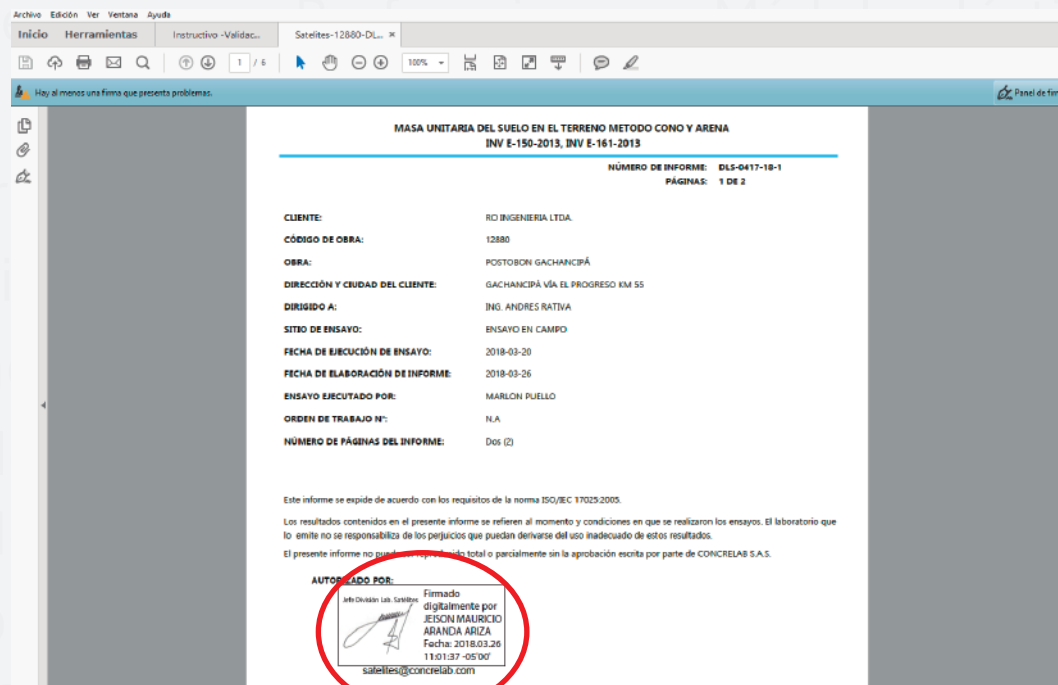 Archivo Edición Ver Ventana Ayuda
Inicio Herramientas Instructivo -Validac... Satelites-12880-DL... ×
1 / 6 100%
Hay al menos una firma que presenta problemas. Panel de firm
MASA UNITARIA DEL SUELO EN EL TERRENO METODO CONO Y ARENA
INV E-150-2013, INV E-161-2013
NÚMERO DE INFORME: DLS-0417-18-1
PÁGINAS: 1 DE 2
CLIENTE: RCI INGENIERIA LTDA.
CÓDIGO DE OBRA: 12880
OBRA: POSTOBON GACHANCIPÁ
DIRECCIÓN Y CIUDAD DEL CLIENTE: GACHANCIPÁ VÍA EL PROGRESO KM 55
DIRIGIDO A: ING. ANDRES RATIVA
SITIO DE ENSAYO: ENSAYO EN CAMPO
FECHA DE EJECUCIÓN DE ENSAYO: 2018-03-20
FECHA DE ELABORACIÓN DE INFORME: 2018-03-26
ENSAYO EJECUTADO POR: MARLON PUELLO
ORDEN DE TRABAJO N°: N.A
NÚMERO DE PÁGINAS DEL INFORME: Dos (2)
Este informe se expide de acuerdo con los requisitos de la norma ISO/IEC 17025:2005.
Los resultados contenidos en el presente informe se refieren al momento y condiciones en que se realizaron los ensayos. El laboratorio que
lo emite no se responsabiliza de los perjuicios que puedan derivarse del uso inadecuado de estos resultados.
El presente informe no puede ser reproducido total o parcialmente sin la aprobación escrita por parte de CONCRELAB S.A.S.
AUTORIZADO POR:
Jefe División Lab. Satélites
Firmado
digitalmente por
JEISON MAURICIO
ARANDA ARIZA
Fecha: 2018.03.26
11:01:37 -05'00'
satelites@concrelab.com